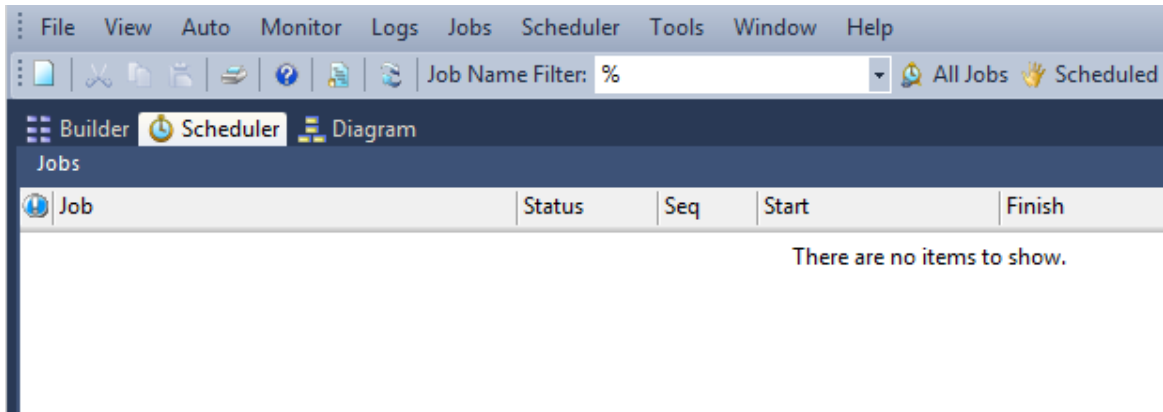 File View Auto Monitor Logs Jobs Scheduler Tools Window Help
Job Name Filter: % All Jobs Scheduled
Builder Scheduler Diagram
Jobs
Job Status Seq Start Finish
There are no items to show.